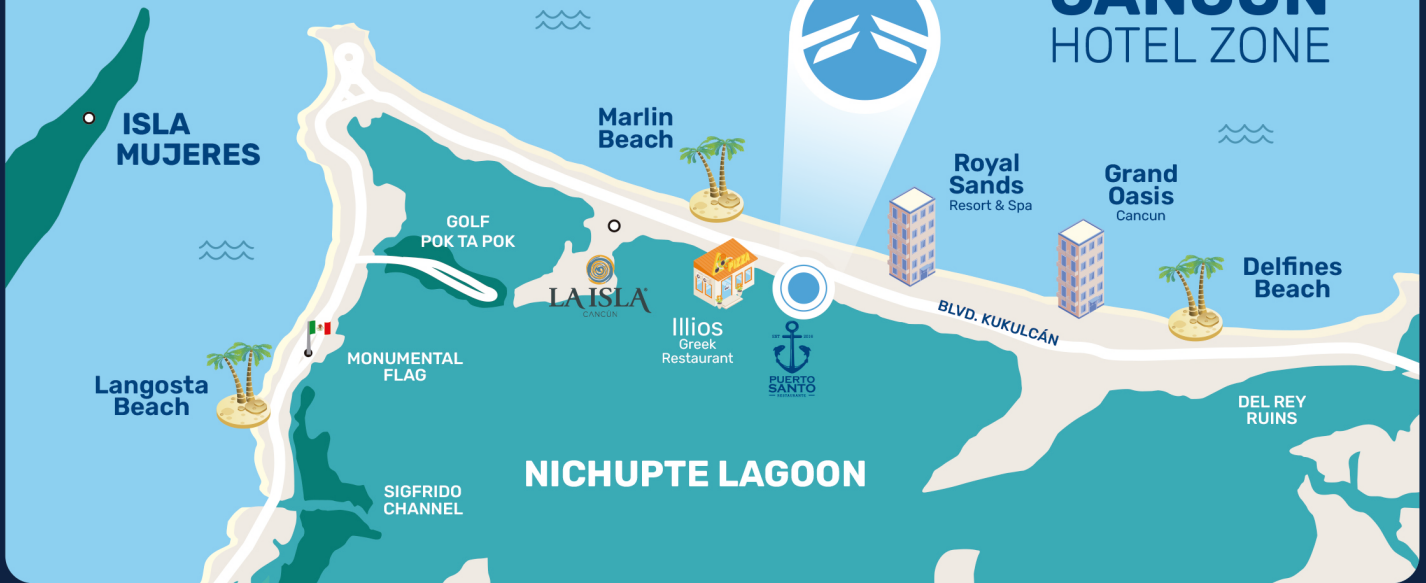 CANCÚN
HOTEL ZONE
ISLA
MUJERES
Marlin
Beach
Royal
Sands
Resort & Spa
Grand
Oasis
Cancun
GOLF
POK TA POK
PIZZA
LA ISLA
CANCÚN
Delfines
Beach
BLVD. KUKULCÁN
Illios
Greek
Restaurant
PUERTO
SANTO
MONUMENTAL
FLAG
Langosta
Beach
DEL REY
RUINS
NICHUPTE LAGOON
SIGFRIDO
CHANNEL